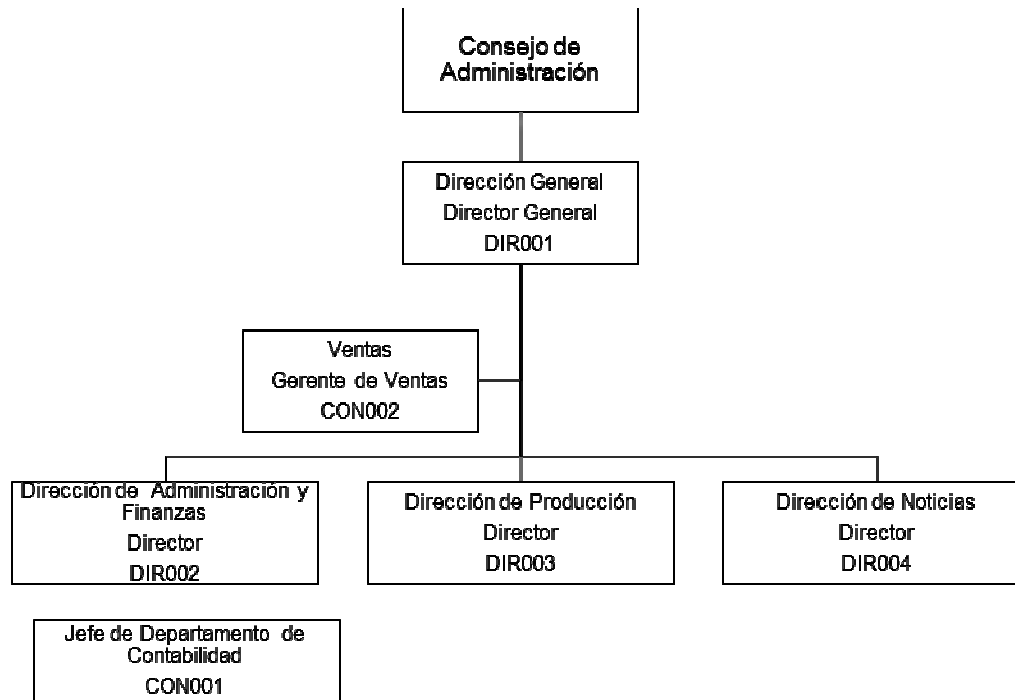 Consejo de
Administración
Dirección General
Director General
DIR001
Ventas
Gerente de Ventas
CON002
Dirección de Administración y
Finanzas
Director
DIR002
Dirección de Producción
Director
DIR003
Dirección de Noticias
Director
DIR004
Jefe de Departamento de
Contabilidad
CON001